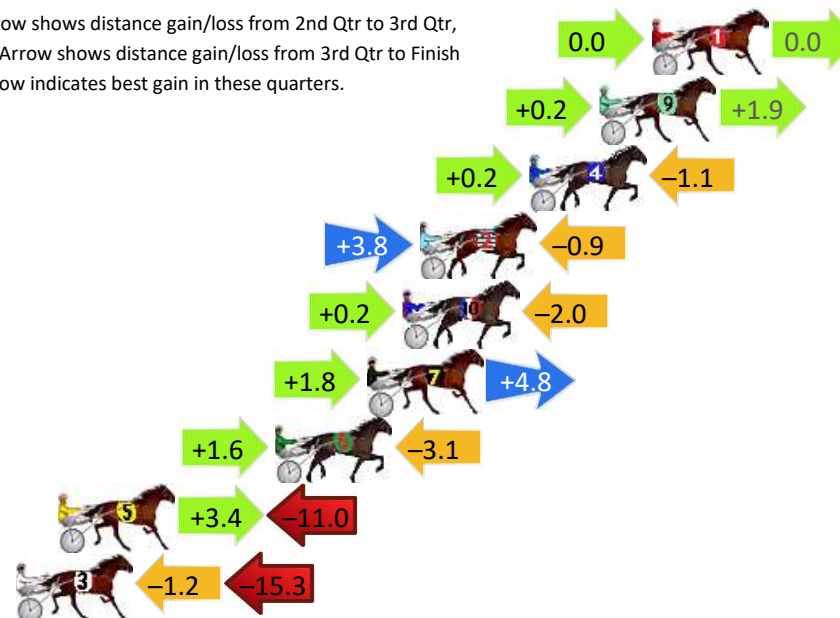 ow shows distance gain/loss from 2nd Qtr to 3rd Qtr,
Arrow shows distance gain/loss from 3rd Qtr to Finish
ow indicates best gain in these quarters.
0.0 1 0.0
+0.2 9 +1.9
+0.2 4 –1.1
+3.8 2 –0.9
+0.2 10 –2.0
+1.8 7 +4.8
+1.6 6 –3.1
5 +3.4 –11.0
3 –1.2 –15.3